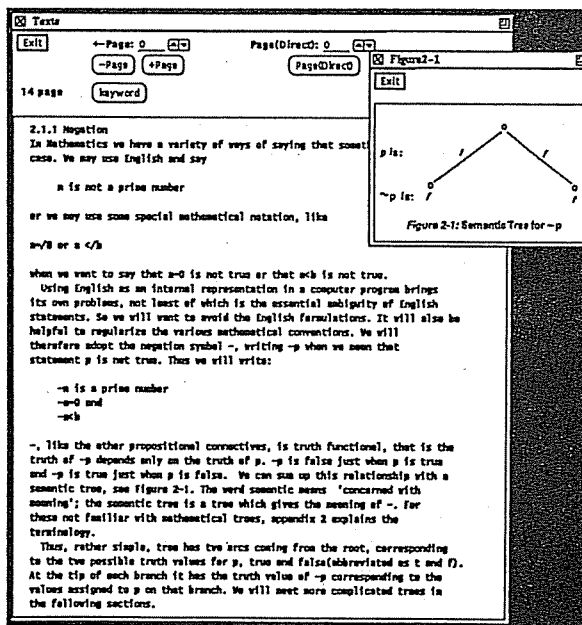 Texts
Exit
←Page: 0
Page(Direct): 0
-Page
+Page
Page(Direct)
14 page
keyword
2.1.1 Negation
In Mathematics we have a variety of ways of saying that
case. We may use English and say
n is not a prime number
or we may use some special mathematical notation, like
a≠/0 or a </b
when we want to say that a=0 is not true or that a<b is not true.
Using English as an internal representation in a computer program brings
its own problems, not least of which is the essential ambiguity of English
statements. So we will want to avoid the English formulations. It will also be
helpful to regularize the various mathematical conventions. We will
therefore adopt the negation symbol ~, writing ~p when we mean that
statement p is not true. Thus we will write:
~n is a prime number
~a=0 and
~a<b
~, like the other propositional connectives, is truth functional, that is the
truth of ~p depends only on the truth of p. ~p is false just when p is true
and ~p is true just when p is false. We can sum up this relationship with a
semantic tree, see Figure 2-1. The word semantic means 'concerned with
meaning'; the semantic tree is a tree which gives the meaning of ~. For
those not familiar with mathematical trees, appendix 2 explains the
terminology.
Thus, rather simple, tree has two arcs coming from the root, corresponding
to the two possible truth values for p, true and false(abbreviated as t and f).
At the tip of each branch it has the truth value of ~p corresponding to the
values assigned to p on that branch. We will meet more complicated trees in
the following sections.
Figure2-1
Exit
p is:
~p is:
Figure 2-1: Semantic Tree for ~p